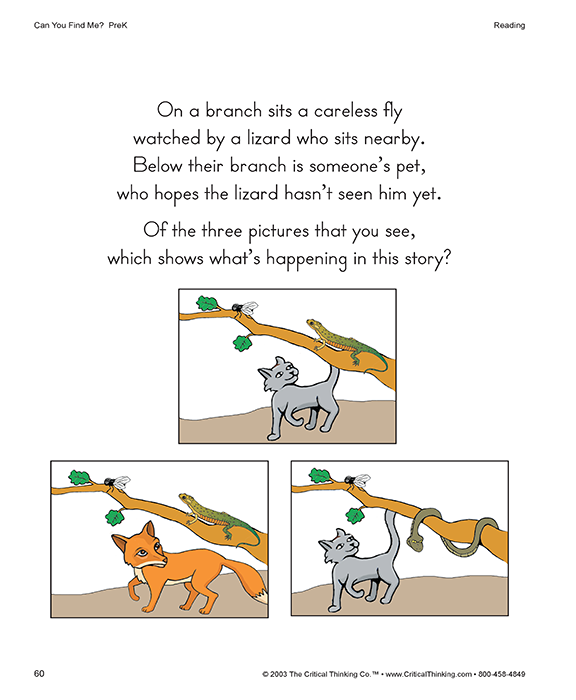 Can You Find Me? PreK
Reading
On a branch sits a careless fly
watched by a lizard who sits nearby.
Below their branch is someone's pet,
who hopes the lizard hasn't seen him yet.
Of the three pictures that you see,
which shows what's happening in this story?
60
© 2003 The Critical Thinking Co.™ • www.CriticalThinking.com • 800-458-4849